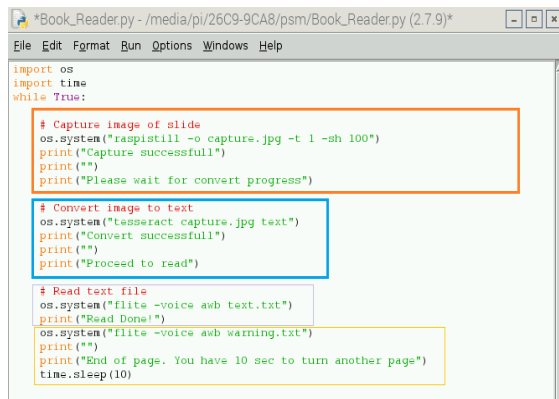 *Book_Reader.py - /media/pi/26C9-9CA8/psm/Book_Reader.py (2.7.9)*
File Edit Format Run Options Windows Help
import os
import time
while True:
# Capture image of slide
os.system("raspistill -o capture.jpg -t 1 -sh 100")
print("Capture successfull")
print("")
print("Please wait for convert progress")
# Convert image to text
os.system("tesseract capture.jpg text")
print("Convert successfull")
print("")
print("Proceed to read")
# Read text file
os.system("flite -voice awb text.txt")
print("Read Done!")
os.system("flite -voice awb warning.txt")
print("")
print("End of page. You have 10 sec to turn another page")
time.sleep(10)